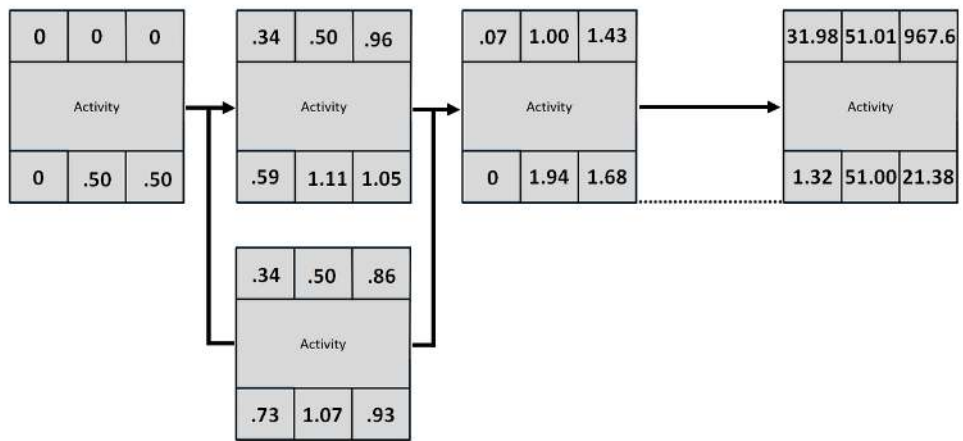 0 0 0
Activity
0 .50 .50
.34 .50 .96
Activity
.59 1.11 1.05
.34 .50 .86
Activity
.73 1.07 .93
.07 1.00 1.43
Activity
0 1.94 1.68
31.98 51.01 967.6
Activity
1.32 51.00 21.38